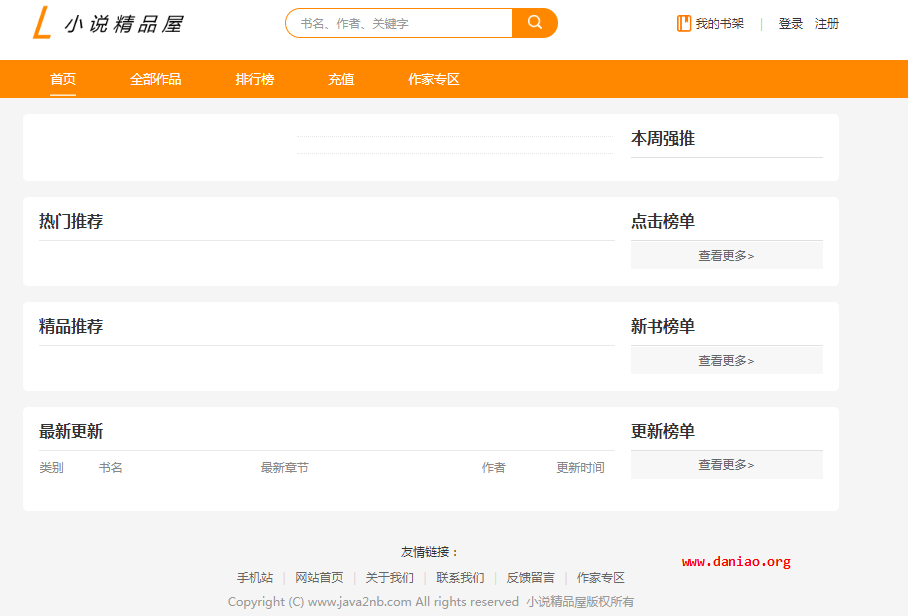 小说精品屋
书名、作者、关键字
我的书架 | 登录 注册
首页 全部作品 排行榜 充值 作家专区
本周强推
热门推荐 点击榜单
查看更多>
精品推荐 新书榜单
查看更多>
最新更新 更新榜单
类别 书名 最新章节 作者 更新时间 查看更多>
友情链接：
www.daniao.org
手机站 | 网站首页 | 关于我们 | 联系我们 | 反馈留言 | 作家专区
Copyright (C) www.java2nb.com All rights reserved 小说精品屋版权所有